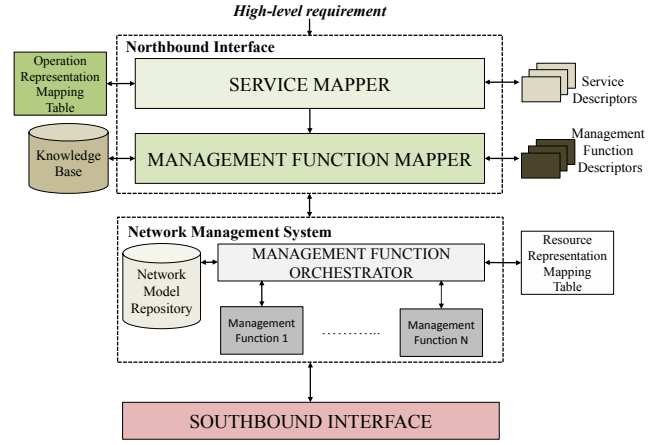 High-level requirement
Northbound Interface
Operation
Representation
Mapping
Table
SERVICE MAPPER
Service
Descriptors
Knowledge
Base
MANAGEMENT FUNCTION MAPPER
Management
Function
Descriptors
Network Management System
Network
Model
Repository
MANAGEMENT FUNCTION
ORCHESTRATOR
Resource
Representation
Mapping
Table
Management
Function 1
………...
Management
Function N
SOUTHBOUND INTERFACE